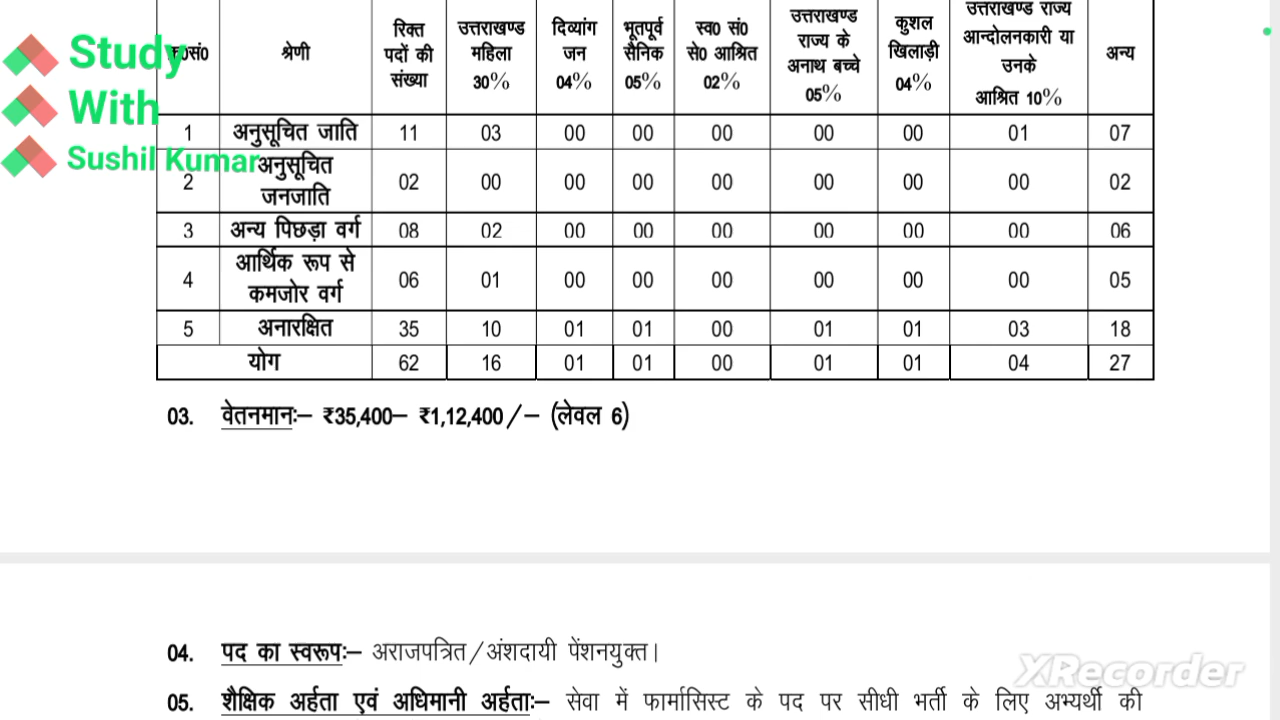 Study
With
Sushil Kumar
सं0 श्रेणी रिक्त पदों की संख्या उत्तराखण्ड महिला 30% दिव्यांग जन 04% भूतपूर्व सैनिक 05% स्व0 सं0 से0 आश्रित 02% उत्तराखण्ड राज्य के अनाथ बच्चे 05% कुशल खिलाड़ी 04% उत्तराखण्ड राज्य आन्दोलनकारी या उनके आश्रित 10% अन्य
1 अनुसूचित जाति 11 03 00 00 00 00 00 01 07
2 अनुसूचित जनजाति 02 00 00 00 00 00 00 00 02
3 अन्य पिछड़ा वर्ग 08 02 00 00 00 00 00 00 06
4 आर्थिक रूप से कमजोर वर्ग 06 01 00 00 00 00 00 00 05
5 अनारक्षित 35 10 01 01 00 01 01 03 18
योग 62 16 01 01 00 01 01 04 27
03. वेतनमानः– ₹35,400– ₹1,12,400/– (लेवल 6)
04. पद का स्वरूपः– अराजपत्रित/अंशदायी पेंशनयुक्त।
05. शैक्षिक अर्हता एवं अधिमानी अर्हताः– सेवा में फार्मासिस्ट के पद पर सीधी भर्ती के लिए अभ्यर्थी की
XRecorder